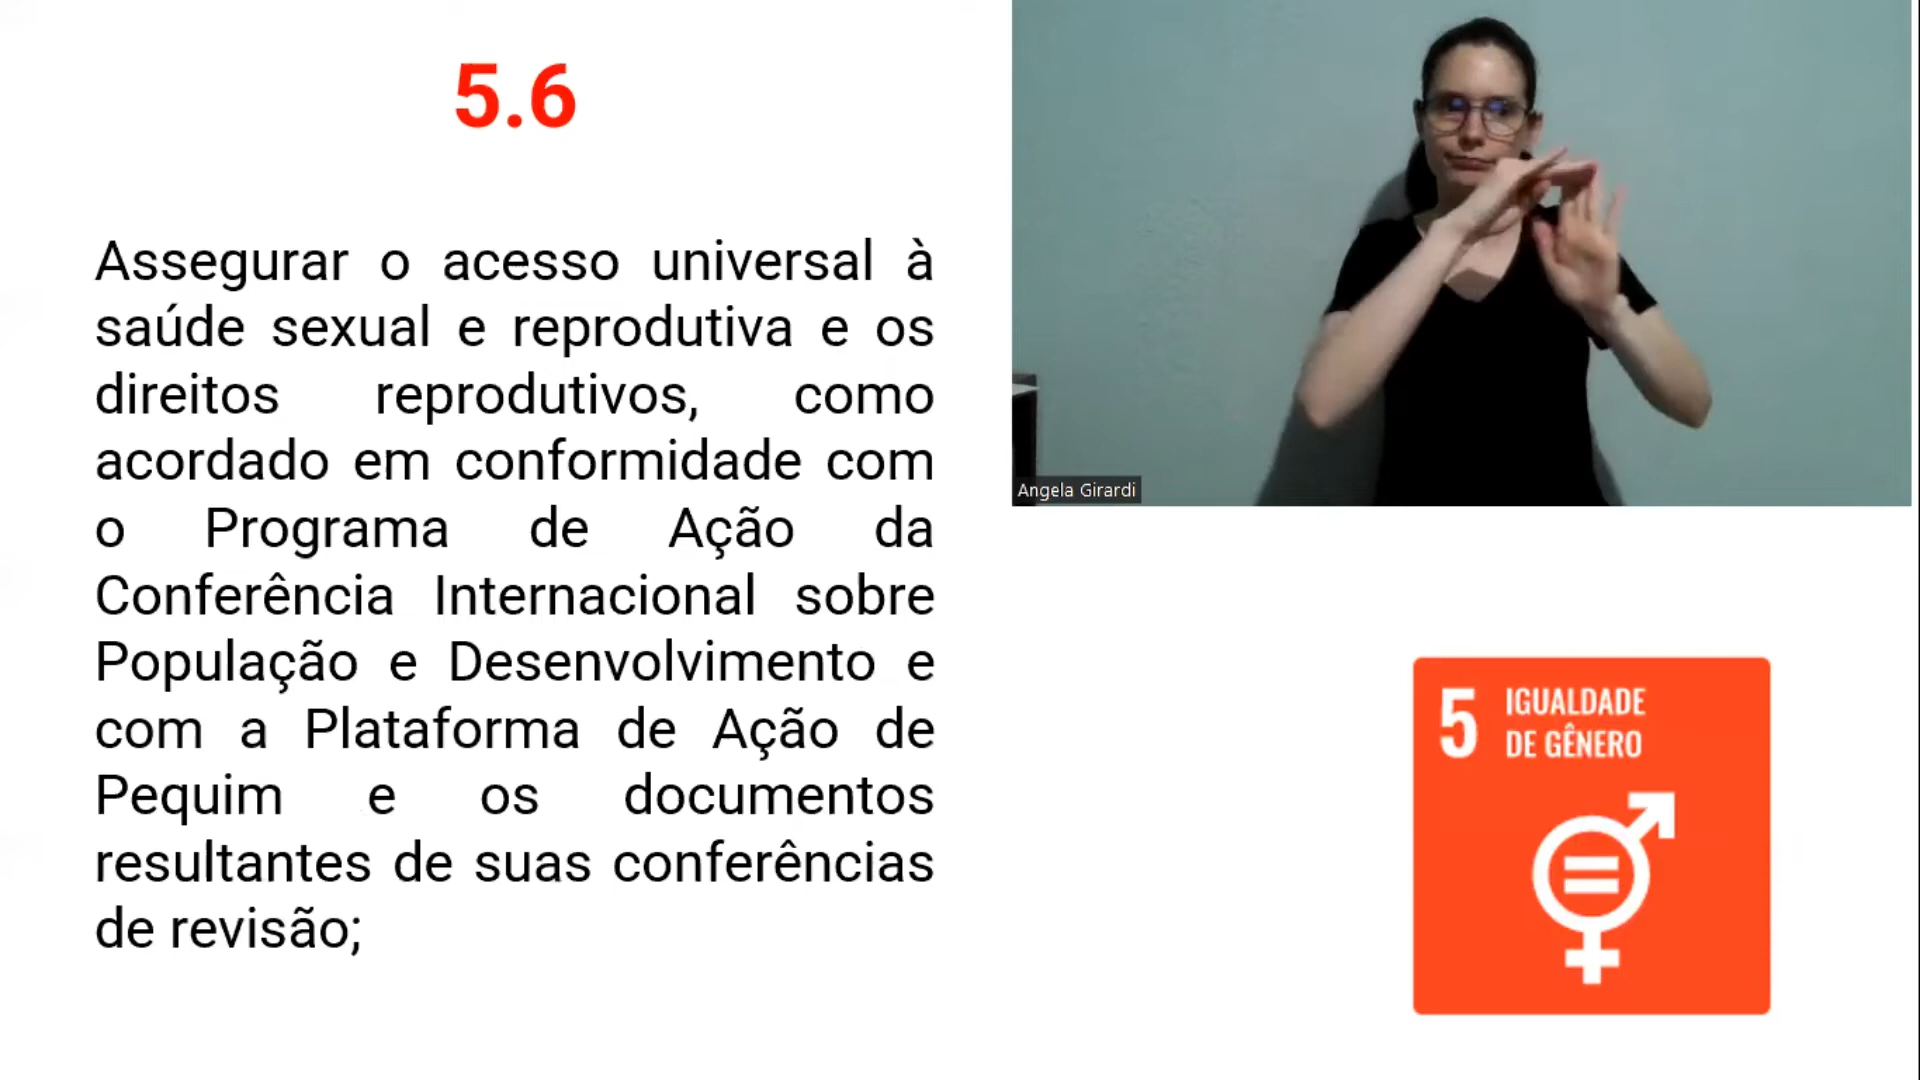 5.6
Assegurar o acesso universal à
saúde sexual e reprodutiva e os
direitos reprodutivos, como
acordado em conformidade com
o Programa de Ação da
Conferência Internacional sobre
População e Desenvolvimento e
com a Plataforma de Ação de
Pequim e os documentos
resultantes de suas conferências
de revisão;
Angela Girardi
5 IGUALDADE
DE GÊNERO